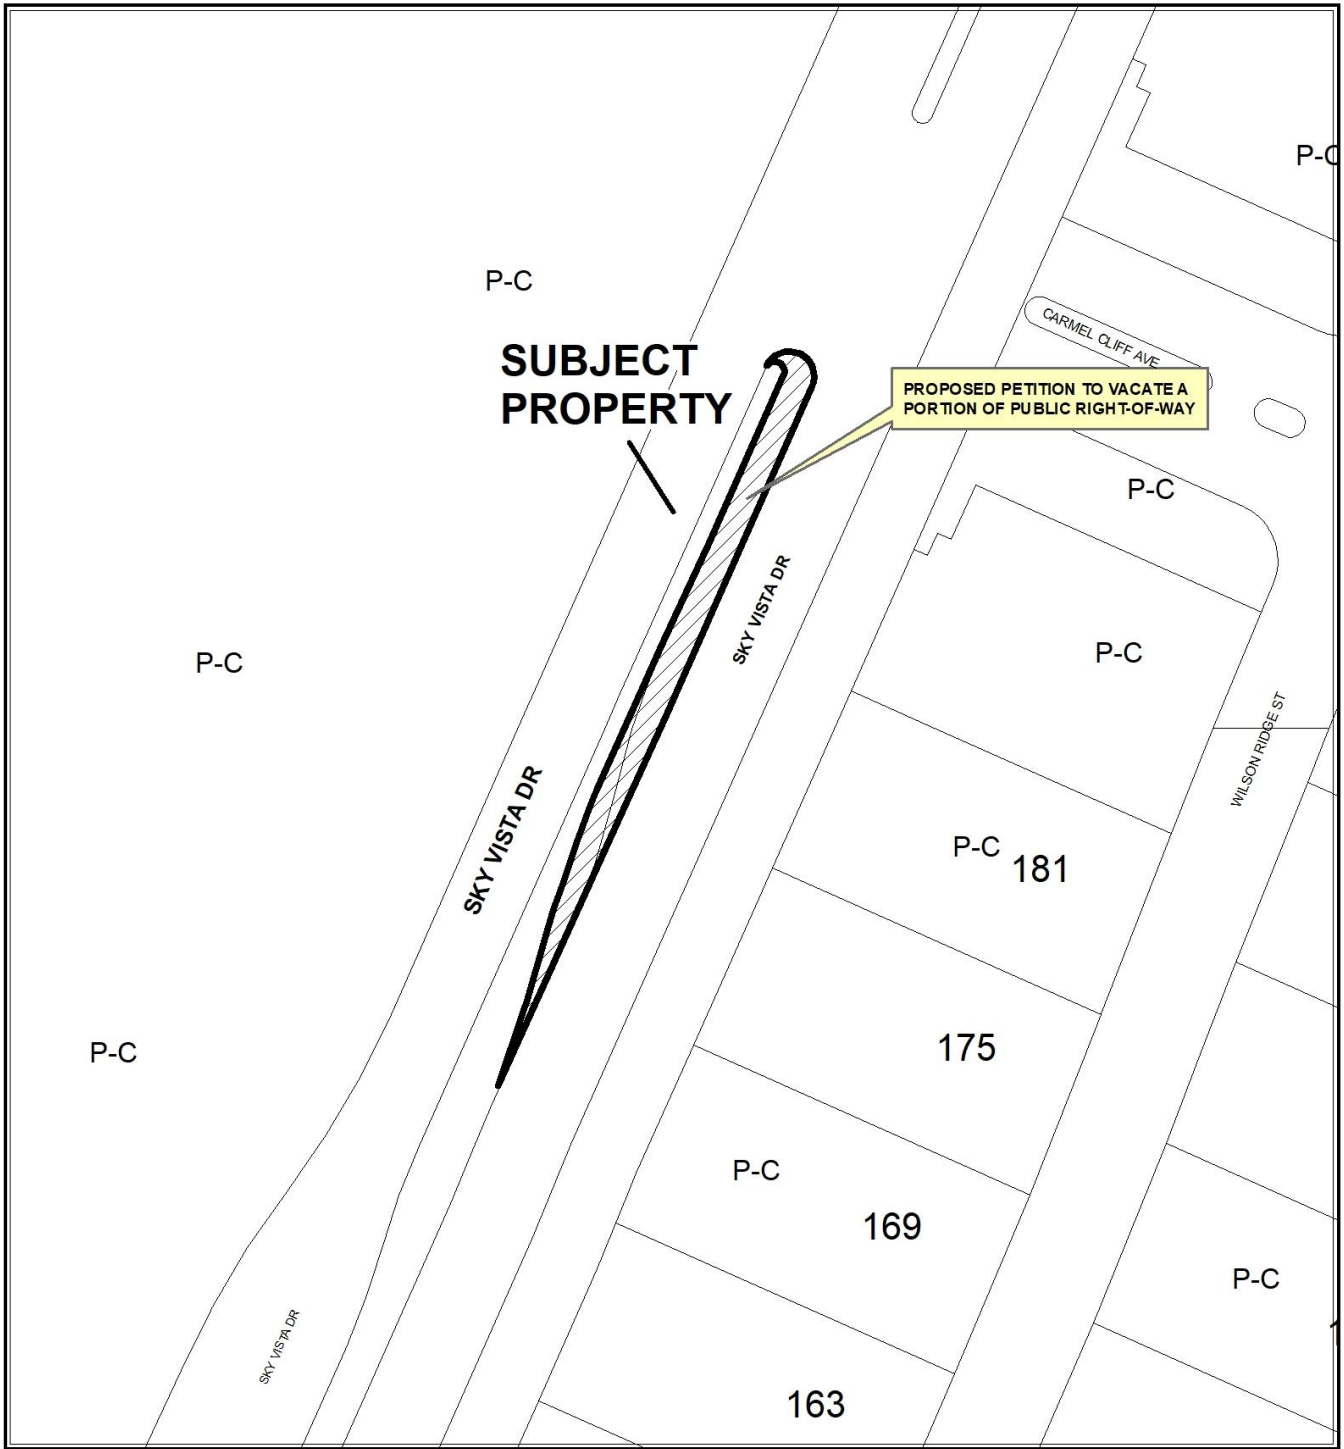 P-C
P-C
SUBJECT
PROPERTY
CARMEL CLIFF AVE
PROPOSED PETITION TO VACATE A
PORTION OF PUBLIC RIGHT-OF-WAY
P-C
SKY VISTA DR
P-C
P-C
WILSON RIDGE ST
SKY VISTA DR
P-C
181
175
P-C
P-C
169
P-C
SKY VISTA DR
163